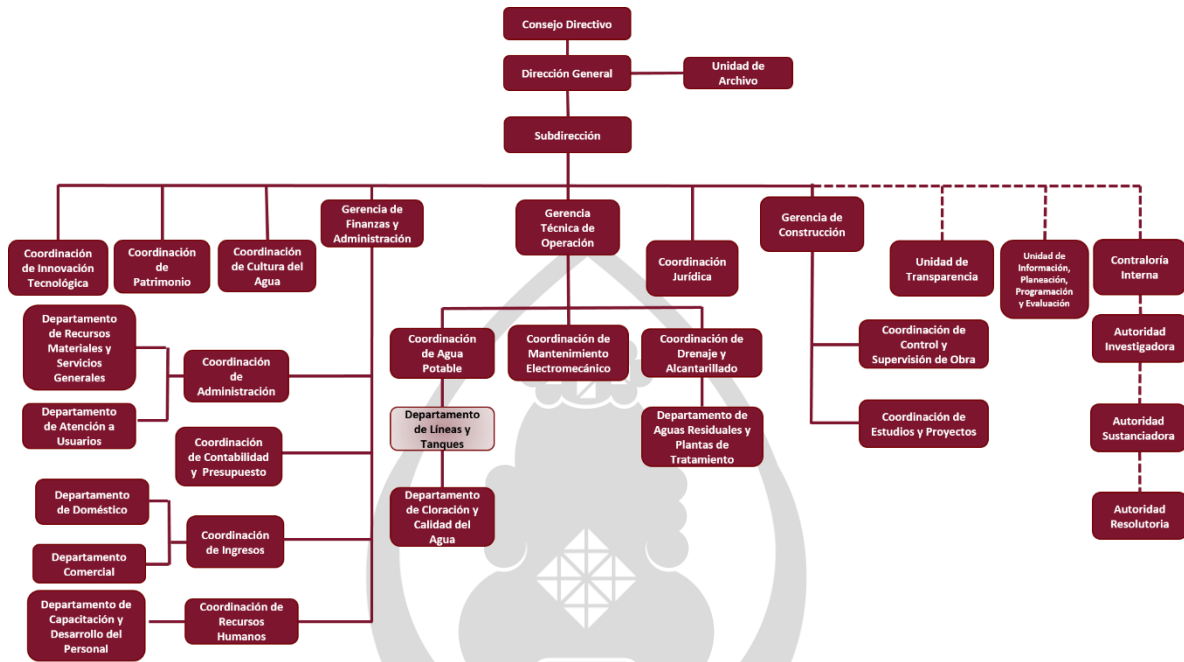 Consejo Directivo
Dirección General
Unidad de
Archivo
Subdirección
Coordinación
de Innovación
Tecnológica
Coordinación
de
Patrimonio
Coordinación
de Cultura del
Agua
Gerencia de
Finanzas y
Administración
Gerencia
Técnica de
Operación
Coordinación
Jurídica
Gerencia de
Construcción
Unidad de
Transparencia
Unidad de
Información,
Planeación,
Programación
y Evaluación
Contraloría
Interna
Departamento
de Recursos
Materiales y
Servicios
Generales
Coordinación
de
Administración
Departamento
de Atención a
Usuarios
Coordinación
de Contabilidad
y Presupuesto
Departamento
de Doméstico
Coordinación
de Ingresos
Departamento
Comercial
Departamento de
Capacitación y
Desarrollo del
Personal
Coordinación de
Recursos
Humanos
Coordinación
de Agua
Potable
Departamento
de Líneas y
Tanques
Departamento
de Cloración y
Calidad del
Agua
Coordinación de
Mantenimiento
Electromecánico
Coordinación de
Drenaje y
Alcantarillado
Departamento de
Aguas Residuales y
Plantas de
Tratamiento
Coordinación de
Control y
Supervisión de Obra
Coordinación de
Estudios y Proyectos
Autoridad
Investigadora
Autoridad
Sustanciadora
Autoridad
Resolutoria